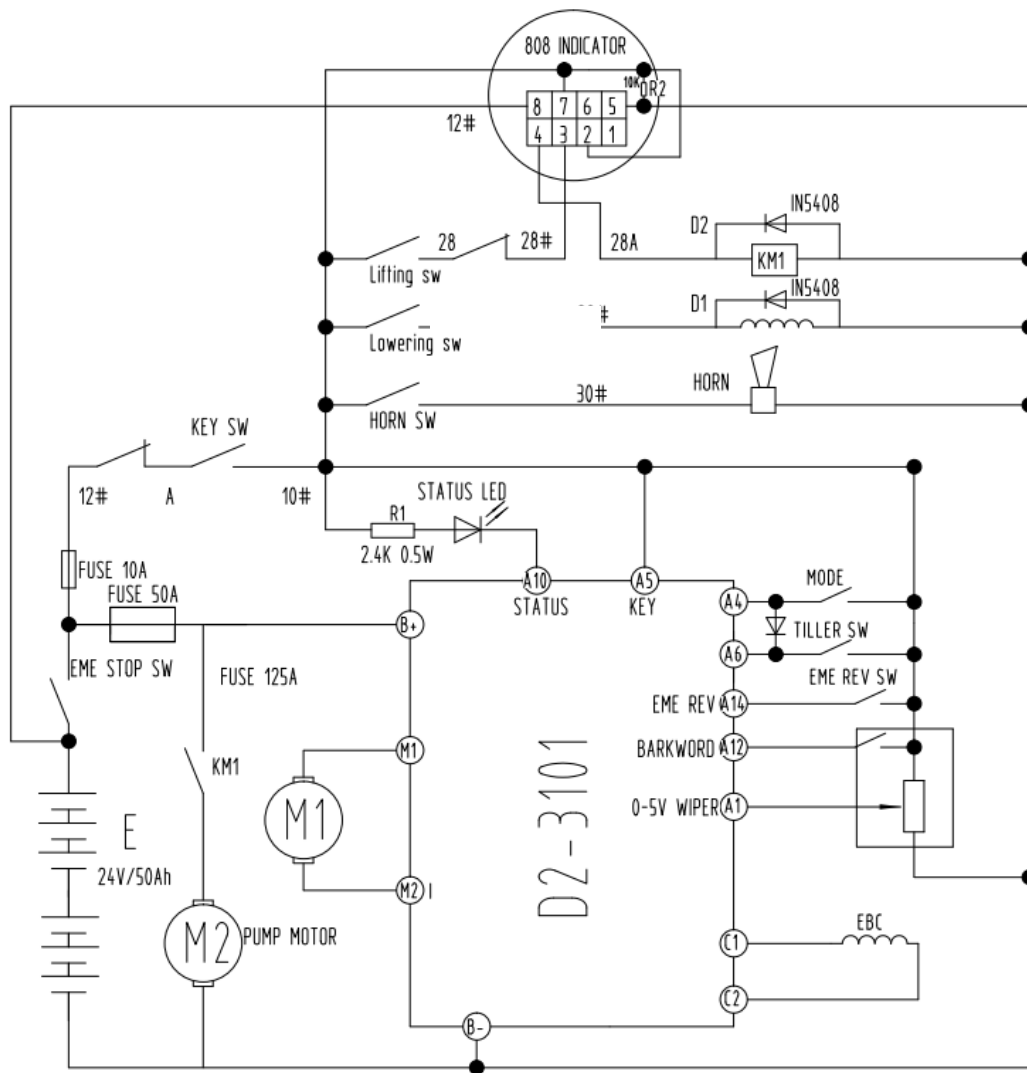 808 INDICATOR
10K
DR2
8 7 6 5
4 3 2 1
12#
28
28#
28A
D2
IN5408
KM1
Lifting sw
D1
IN5408
#
Lowering sw
HORN
30#
HORN SW
KEY SW
12#
A
10#
STATUS LED
R1
2.4K 0.5W
FUSE 10A
FUSE 50A
A10
STATUS
A5
KEY
A4
MODE
B+
TILLER SW
A6
EME STOP SW
FUSE 125A
EME REV SW
EME REV
A14
BARKWORD
A12
M1
KM1
D2-3101
0-5V WIPER
A1
E
M1
24V/50Ah
M2
I
M2
PUMP MOTOR
C1
EBC
C2
B-